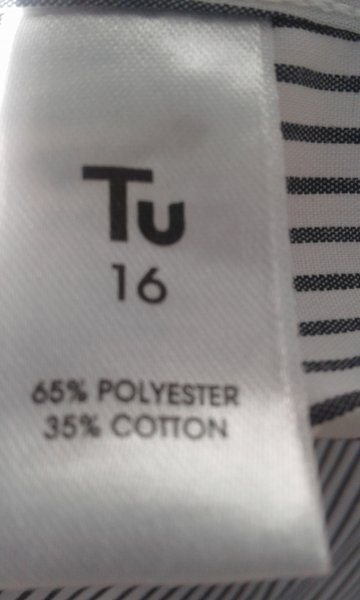 Tu
16
65% POLYESTER
35% COTTON